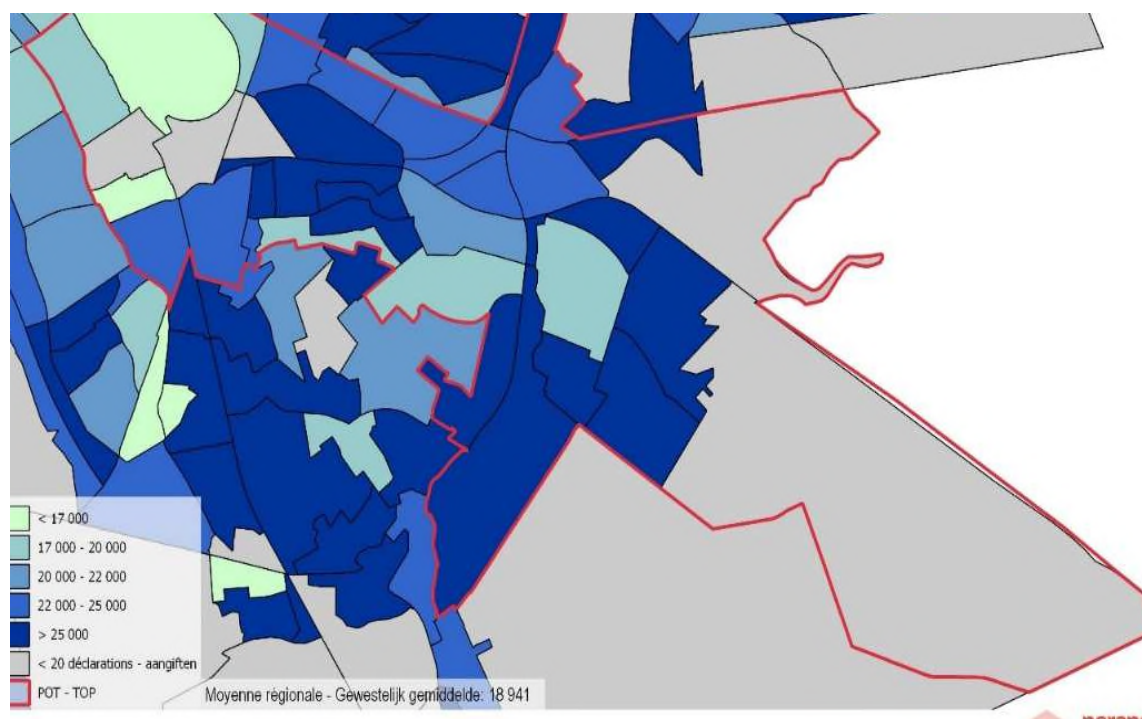 < 17 000
17 000 - 20 000
20 000 - 22 000
22 000 - 25 000
> 25 000
< 20 déclarations - aangiften
POT - TOP
Moyenne régionale - Gewestelijk gemiddelde: 18 941